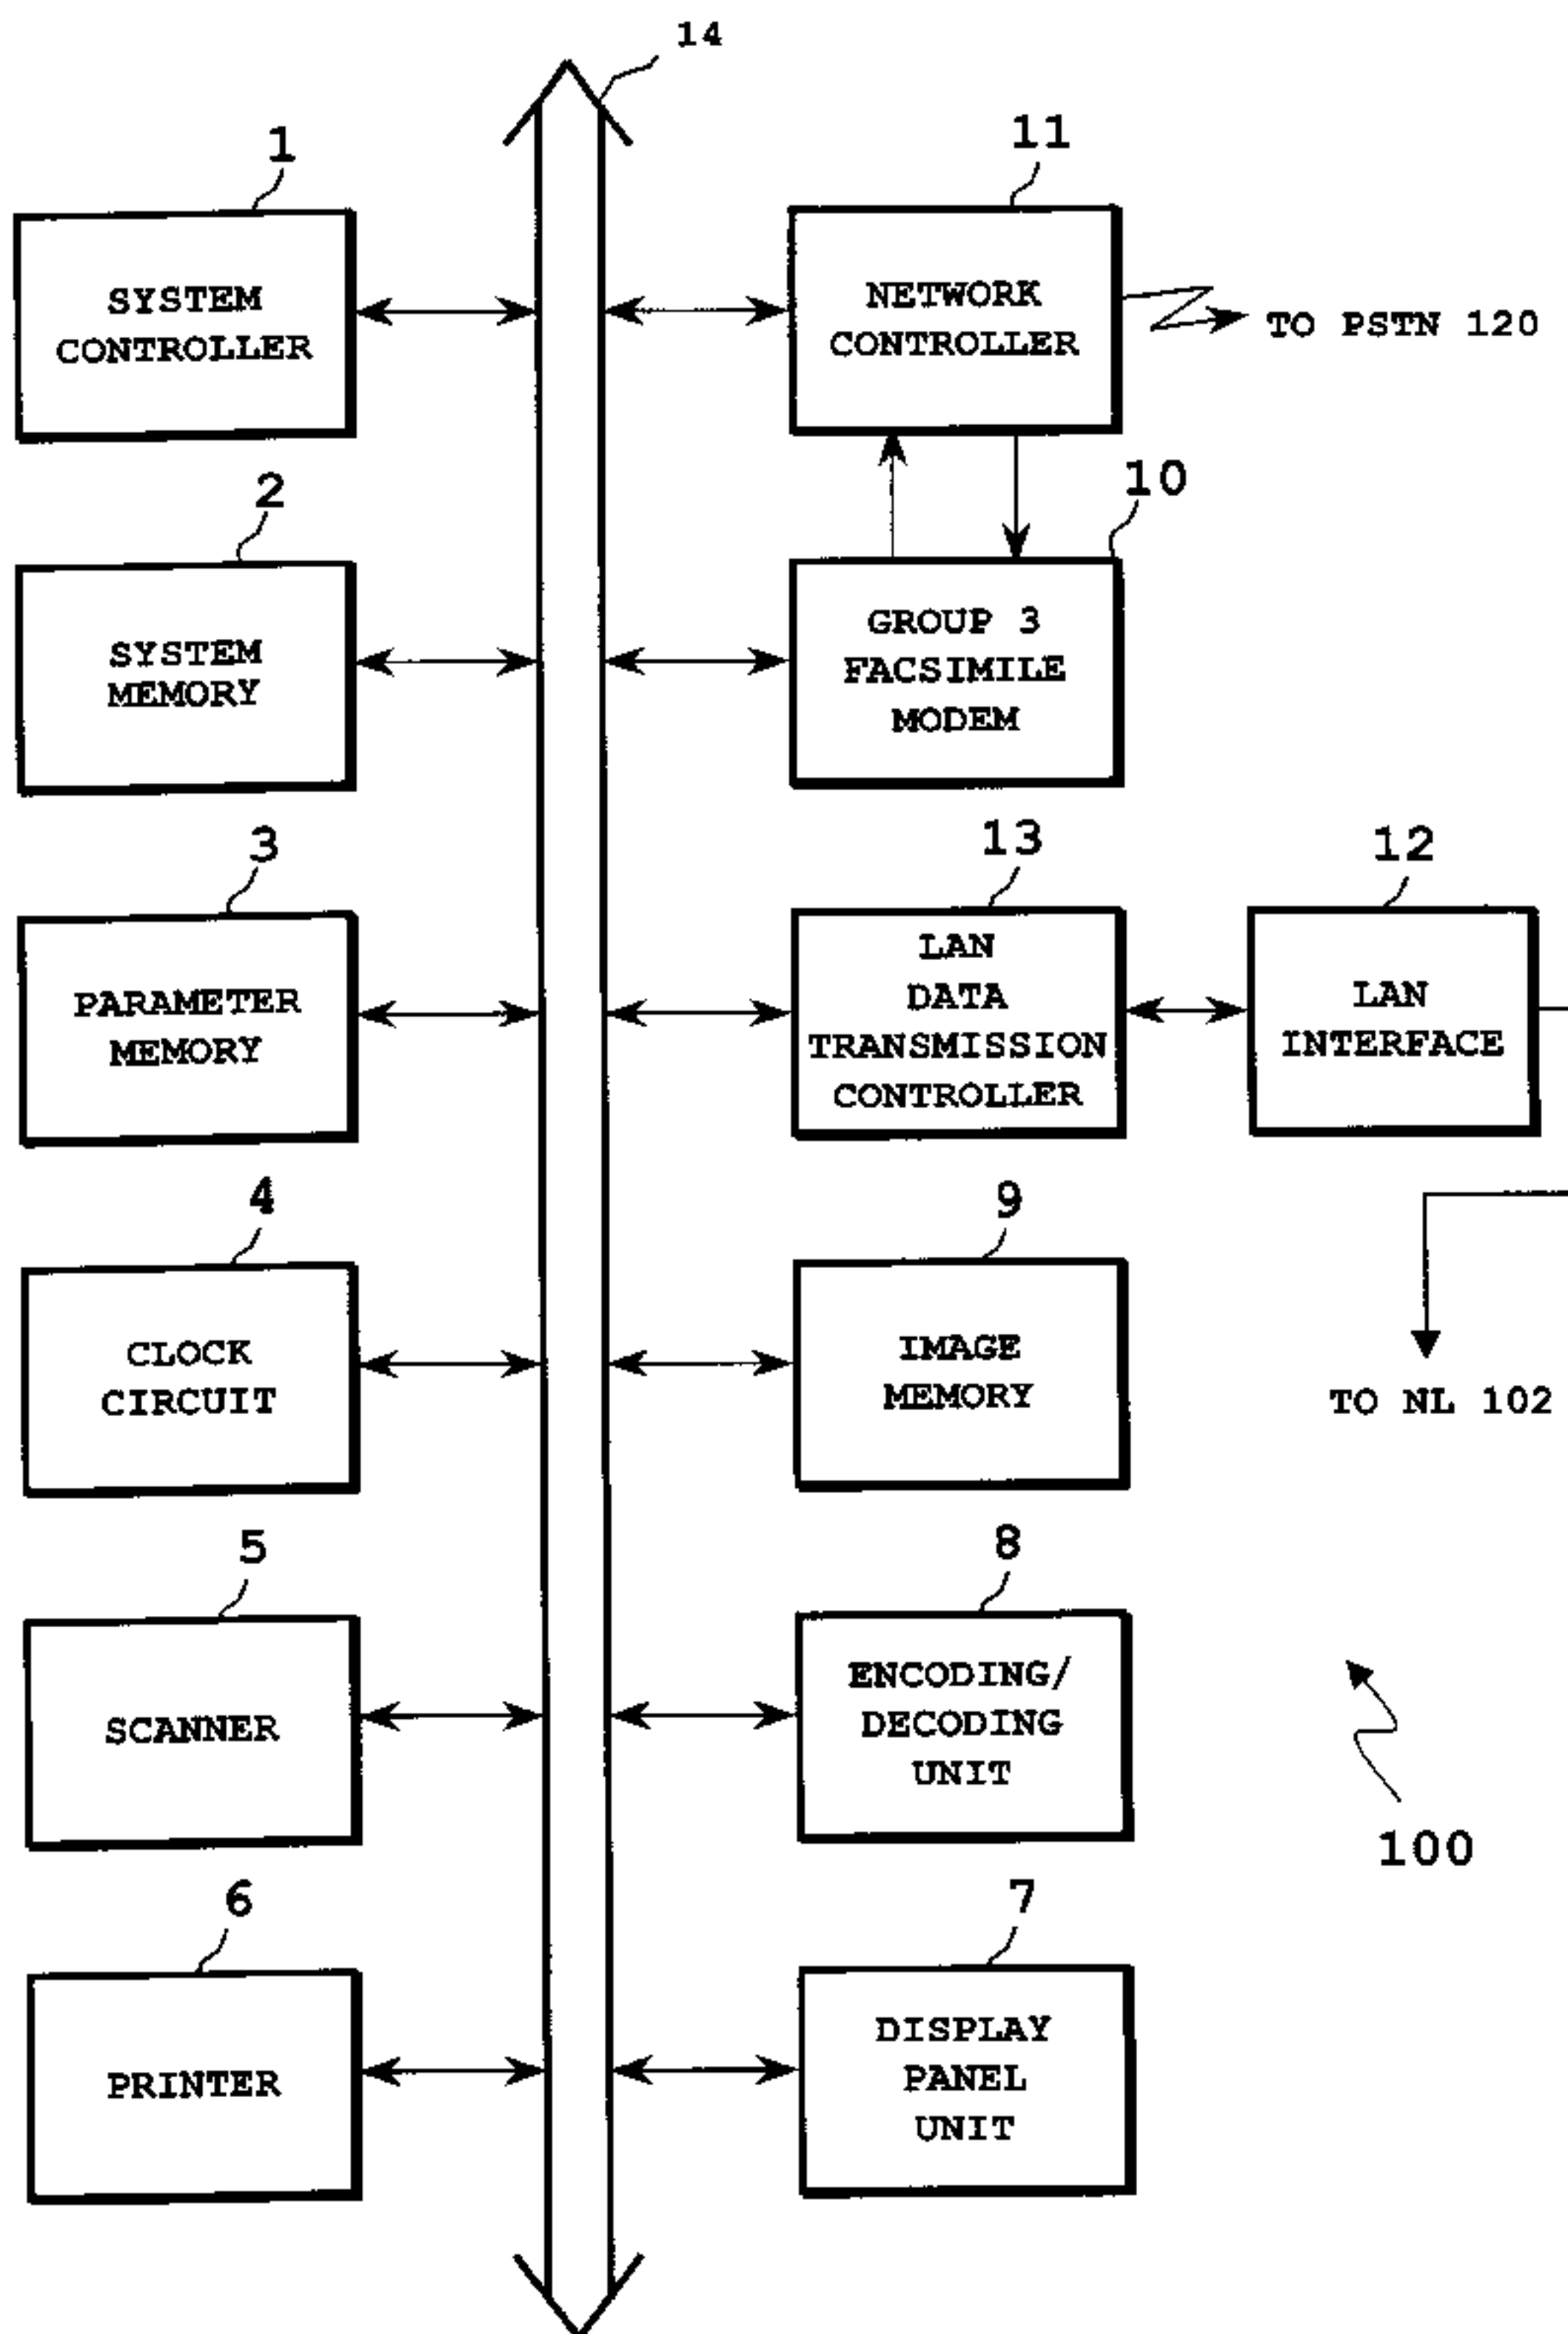 14
1
SYSTEM
CONTROLLER
11
NETWORK
CONTROLLER
TO PSTN 120
2
SYSTEM
MEMORY
10
GROUP 3
FACSIMILE
MODEM
3
PARAMETER
MEMORY
13
LAN
DATA
TRANSMISSION
CONTROLLER
12
LAN
INTERFACE
4
CLOCK
CIRCUIT
9
IMAGE
MEMORY
TO NL 102
5
SCANNER
8
ENCODING/
DECODING
UNIT
100
6
PRINTER
7
DISPLAY
PANEL
UNIT